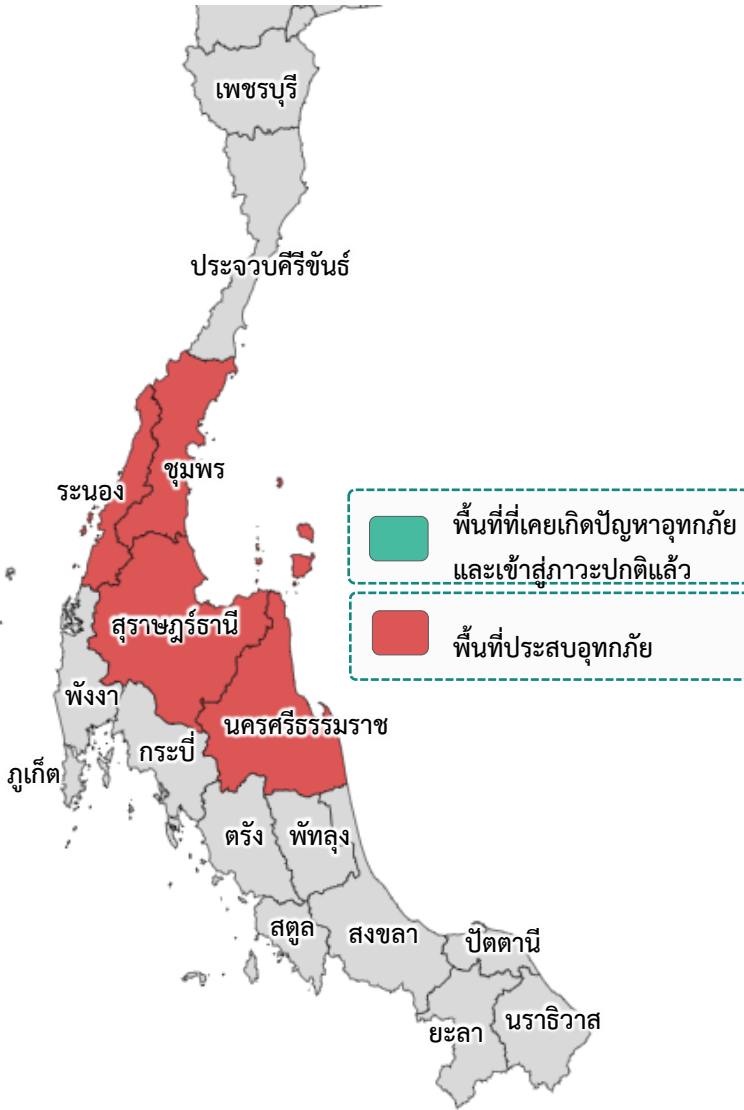 เพชรบุรี
ประจวบคีรีขันธ์
ชุมพร
ระนอง
พื้นที่ที่เคยเกิดปัญหาอุทกภัย
และเข้าสู่ภาวะปกติแล้ว
สุราษฎร์ธานี
พื้นที่ประสบอุทกภัย
พังงา
นครศรีธรรมราช
กระบี่
ภูเก็ต
ตรัง
พัทลุง
สตูล
สงขลา
ปัตตานี
นราธิวาส
ยะลา